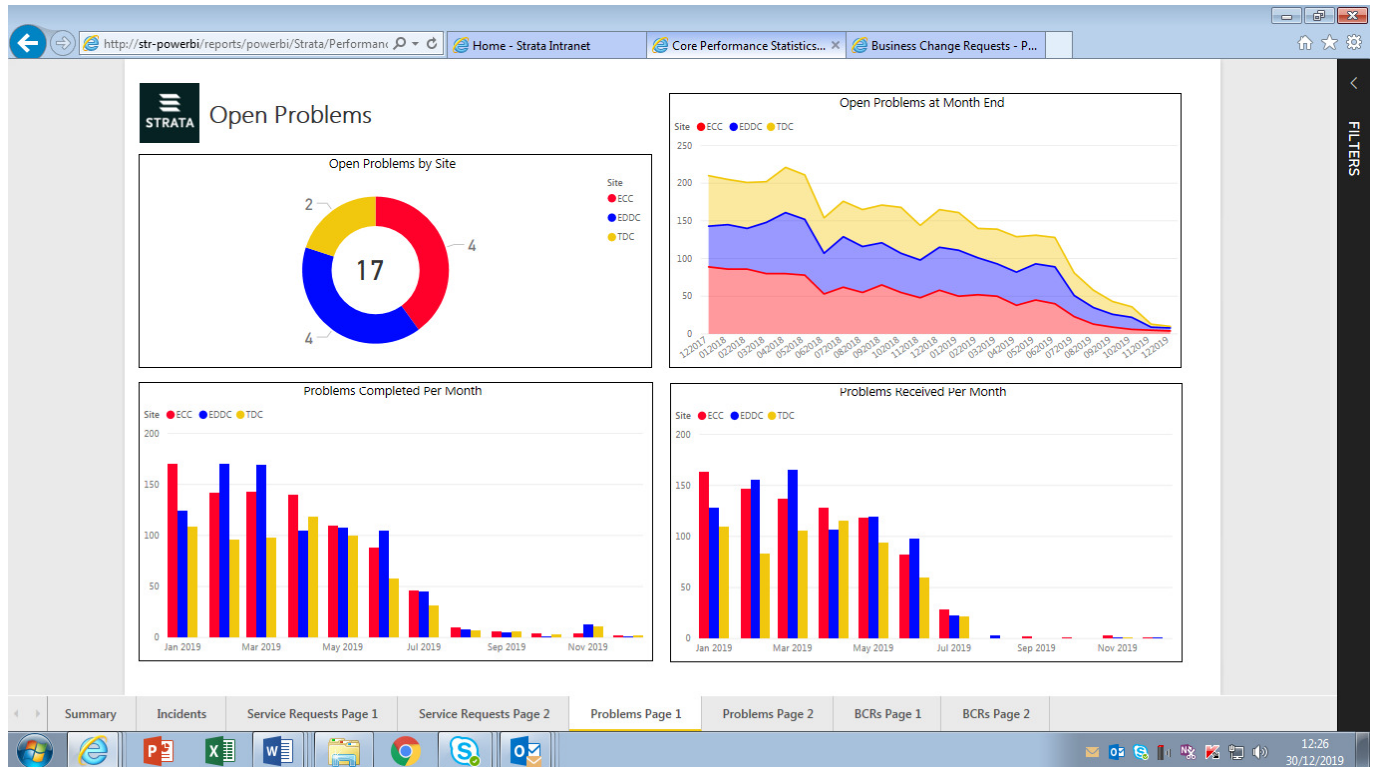 http://str-powerbi/reports/powerbi/Strata/Performanc
Home - Strata Intranet
Core Performance Statistics...
Business Change Requests - P...
STRATA
Open Problems
Open Problems by Site
Site
ECC
EDDC
TDC
2
4
4
17
Open Problems at Month End
Site ECC EDDC TDC
250
200
150
100
50
0
122017 012018 022018 032018 042018 052018 062018 072018 082018 092018 102018 112018 122018 012019 022019 032019 042019 052019 062019 072019 082019 092019 102019 112019 122019
FILTERS
Problems Completed Per Month
Site ECC EDDC TDC
200
150
100
50
0
Jan 2019 Mar 2019 May 2019 Jul 2019 Sep 2019 Nov 2019
Problems Received Per Month
Site ECC EDDC TDC
200
150
100
50
0
Jan 2019 Mar 2019 May 2019 Jul 2019 Sep 2019 Nov 2019
Summary Incidents Service Requests Page 1 Service Requests Page 2 Problems Page 1 Problems Page 2 BCRs Page 1 BCRs Page 2
12:26
30/12/2019